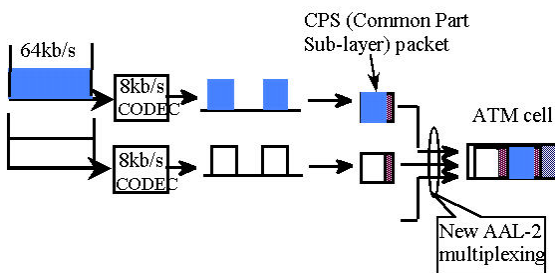 CPS (Common Part
Sub-layer) packet
64kb/s
8kb/s
CODEC
ATM cell
8kb/s
CODEC
New AAL-2
multiplexing